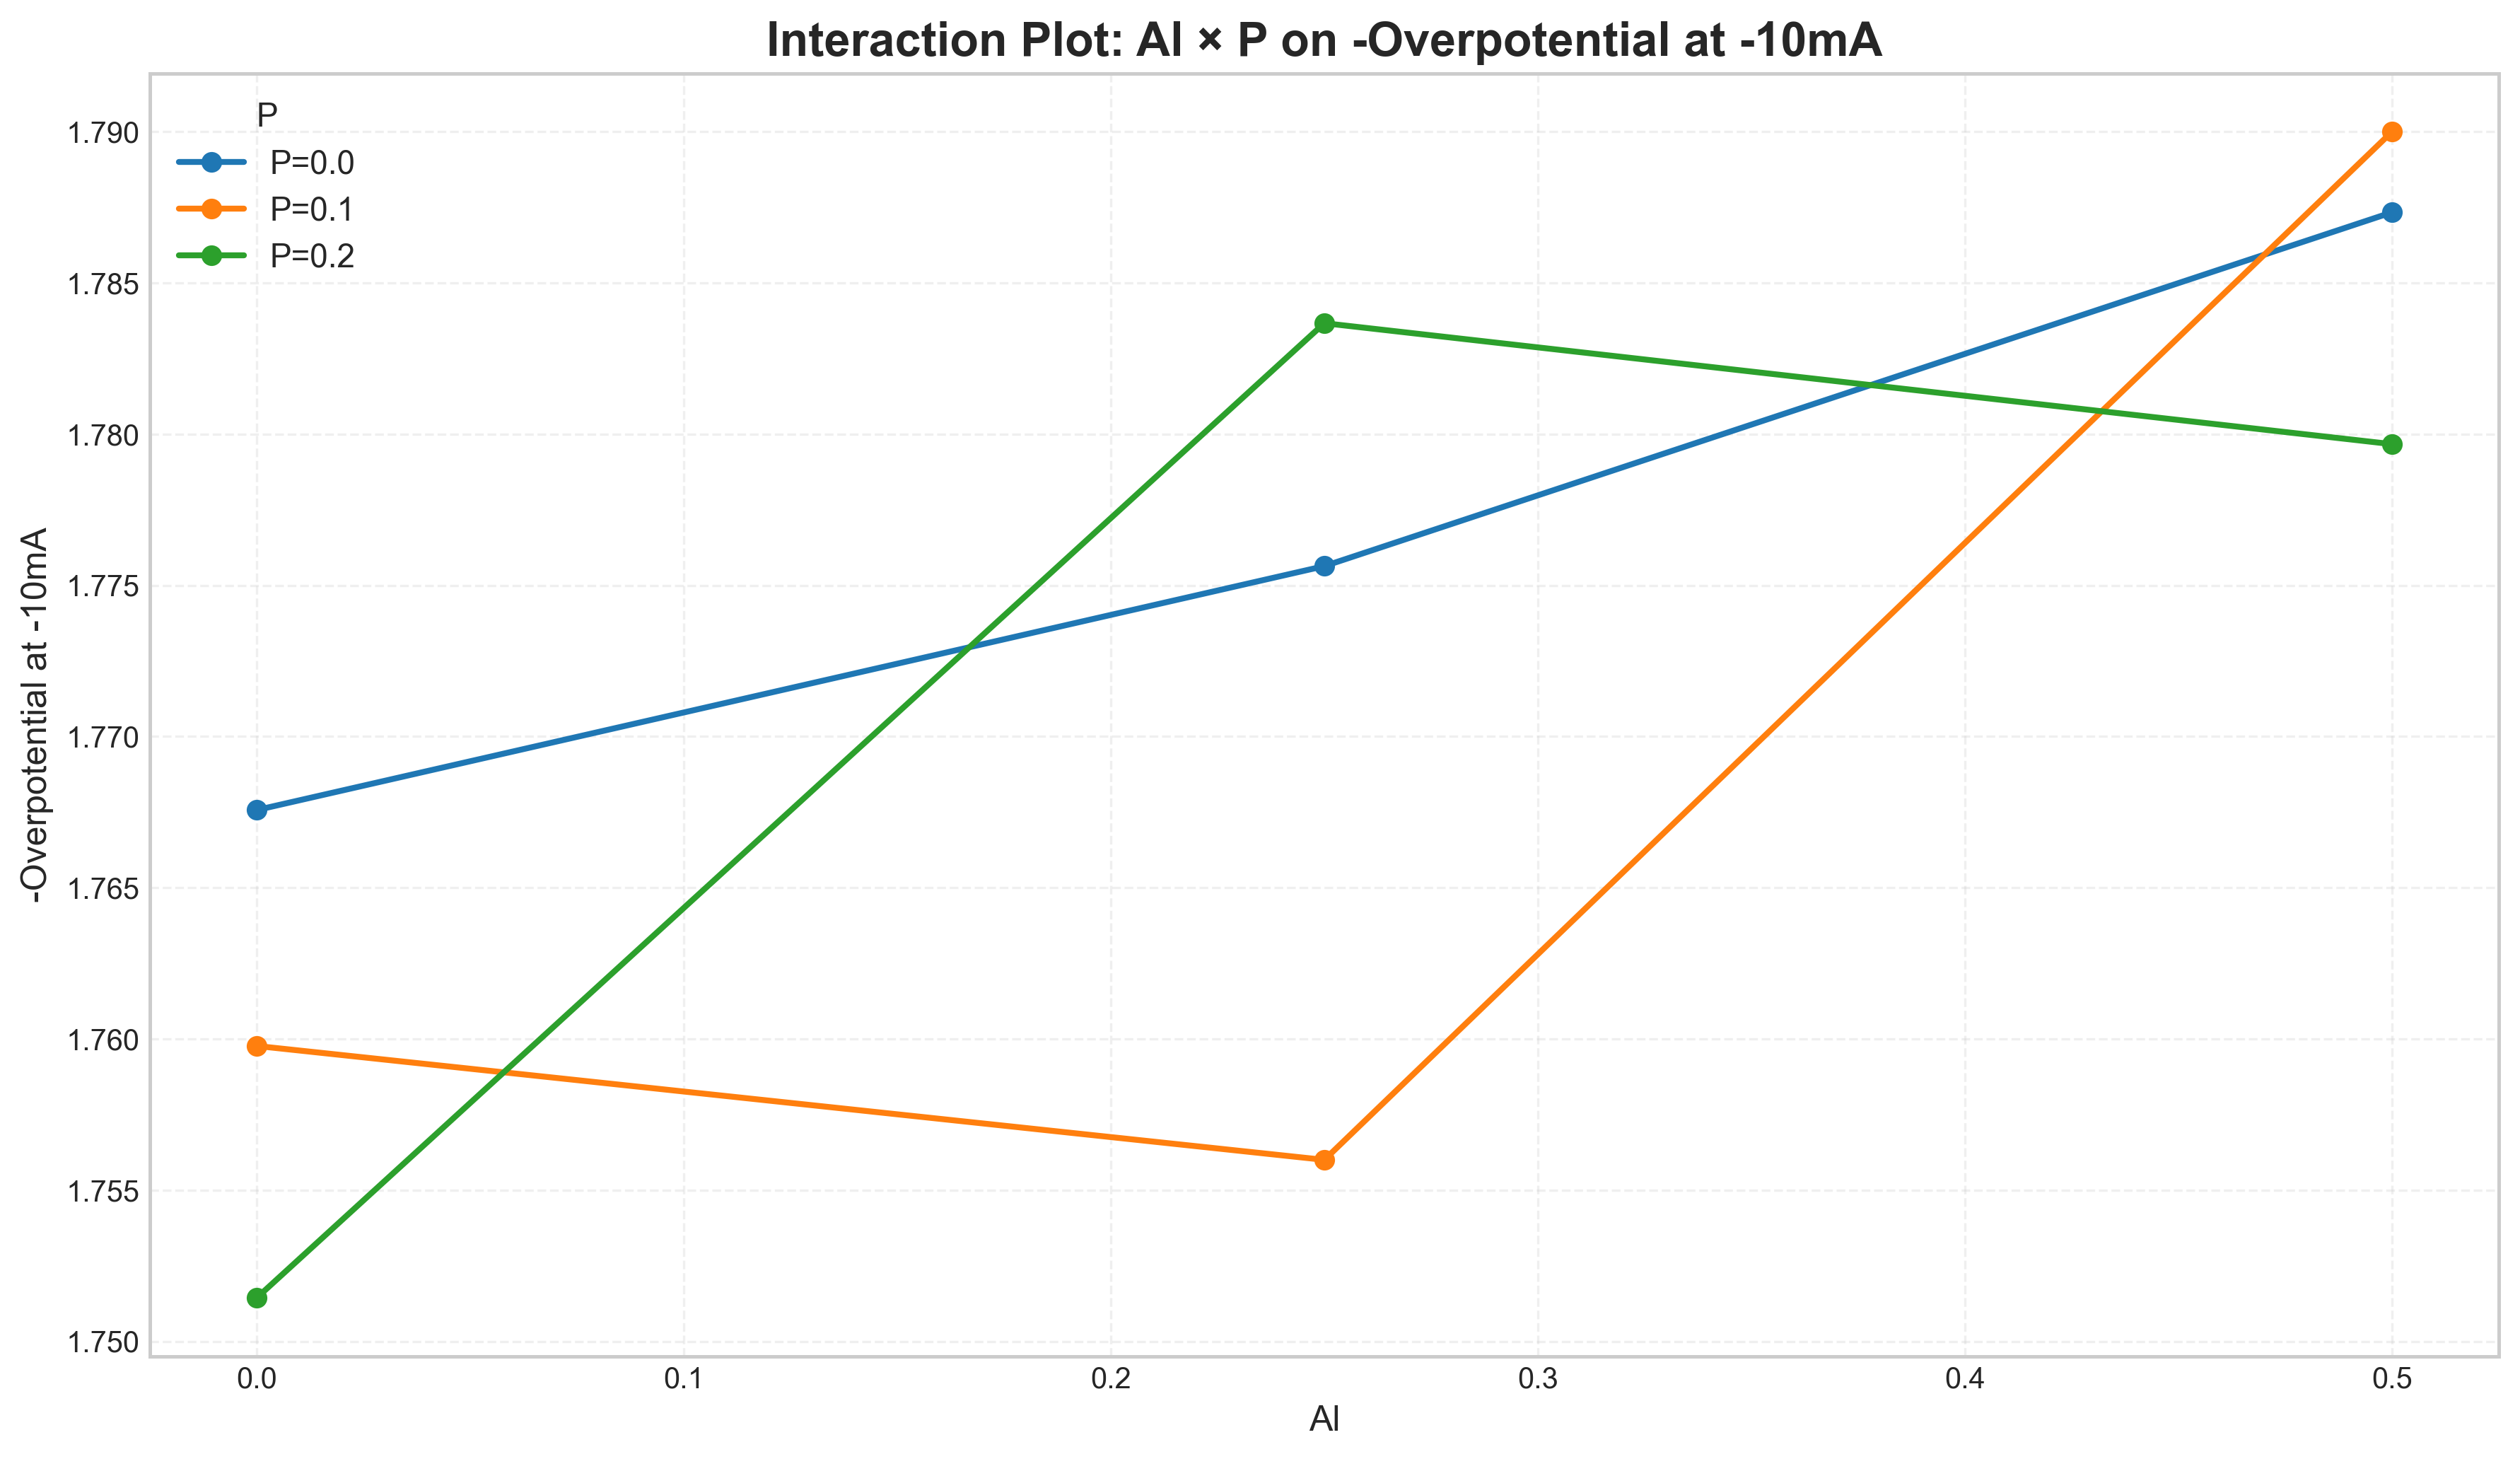 Interaction Plot: Al × P on -Overpotential at -10mA
P
P=0.0
P=0.1
P=0.2
-Overpotential at -10mA
1.790
1.785
1.780
1.775
1.770
1.765
1.760
1.755
1.750
0.0 0.1 0.2 0.3 0.4 0.5
Al